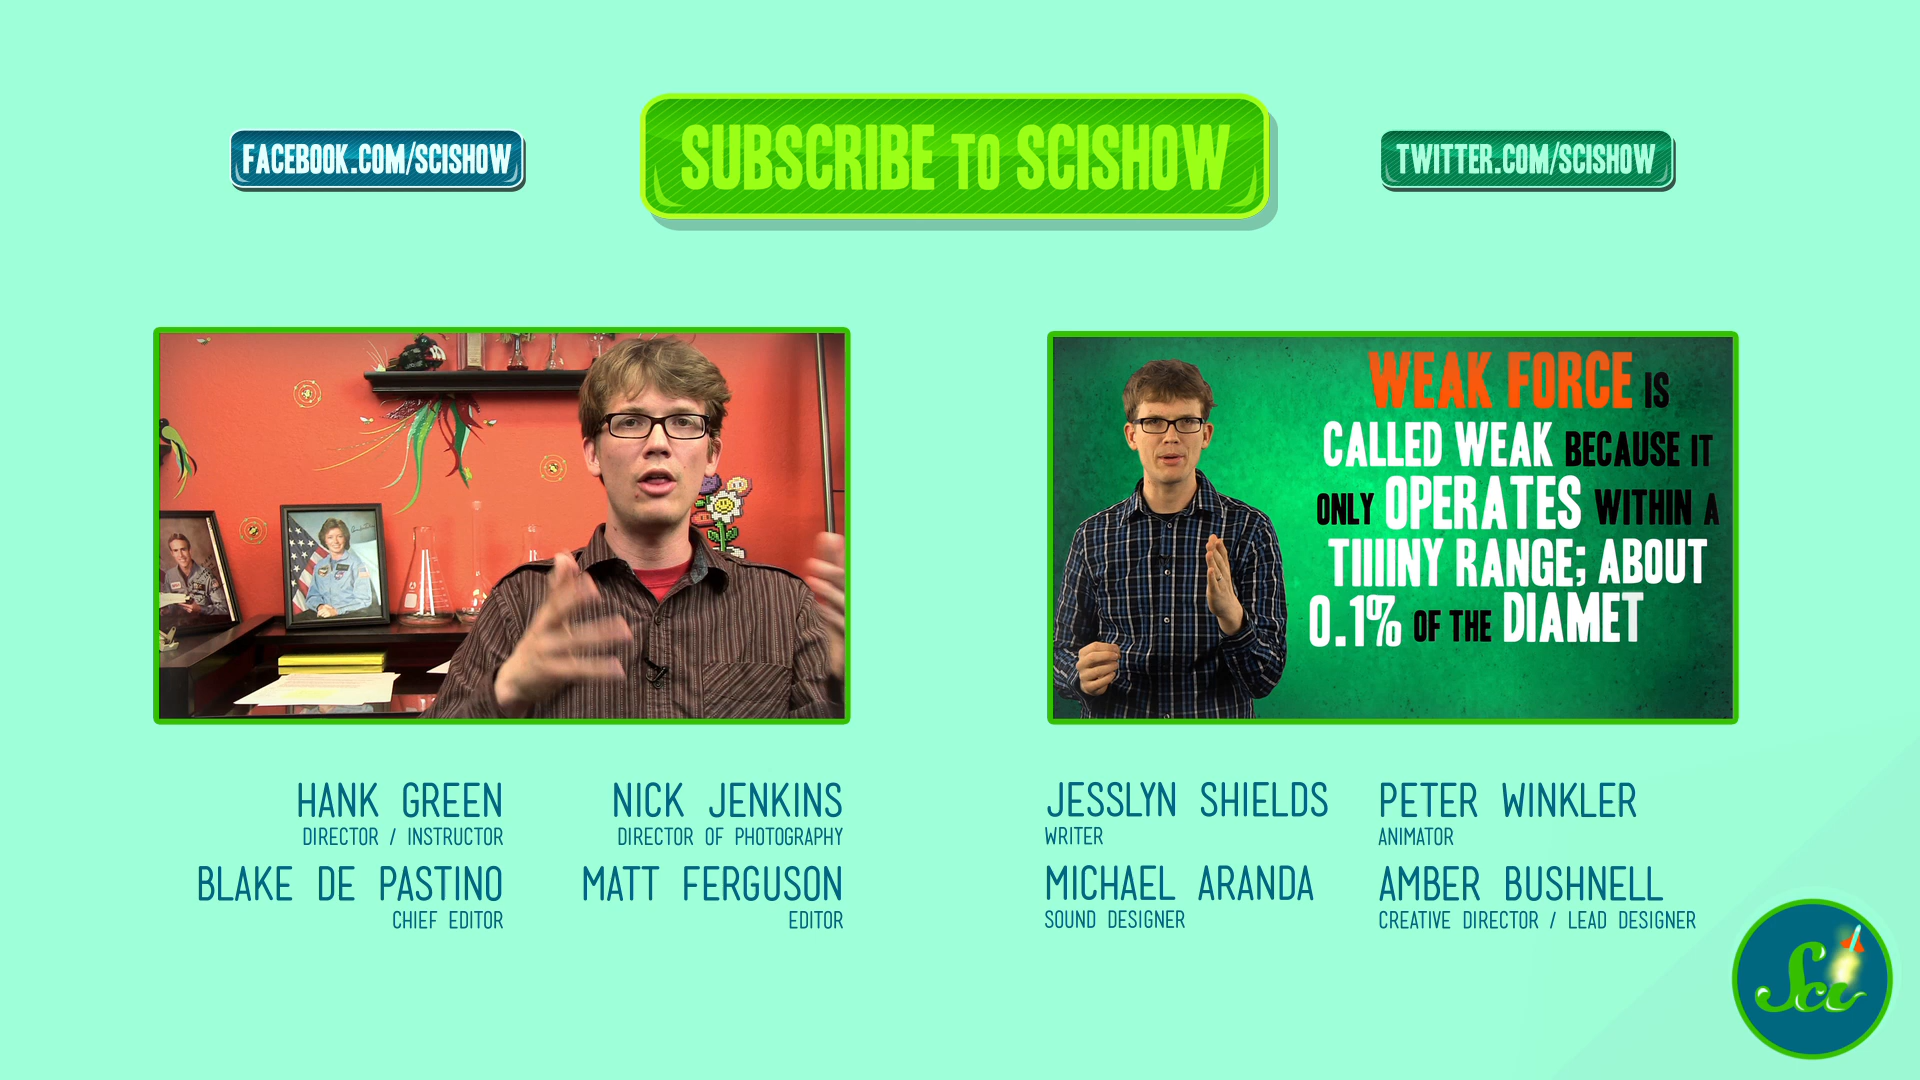 FACEBOOK.COM/SCISHOW
SUBSCRIBE TO SCISHOW
TWITTER.COM/SCISHOW
WEAK FORCE IS
CALLED WEAK BECAUSE IT
ONLY OPERATES WITHIN A
TIIIINY RANGE; ABOUT
0.1% OF THE DIAMET
HANK GREEN
DIRECTOR / INSTRUCTOR
BLAKE DE PASTINO
CHIEF EDITOR
NICK JENKINS
DIRECTOR OF PHOTOGRAPHY
MATT FERGUSON
EDITOR
JESSLYN SHIELDS
WRITER
MICHAEL ARANDA
SOUND DESIGNER
PETER WINKLER
ANIMATOR
AMBER BUSHNELL
CREATIVE DIRECTOR / LEAD DESIGNER
Sci